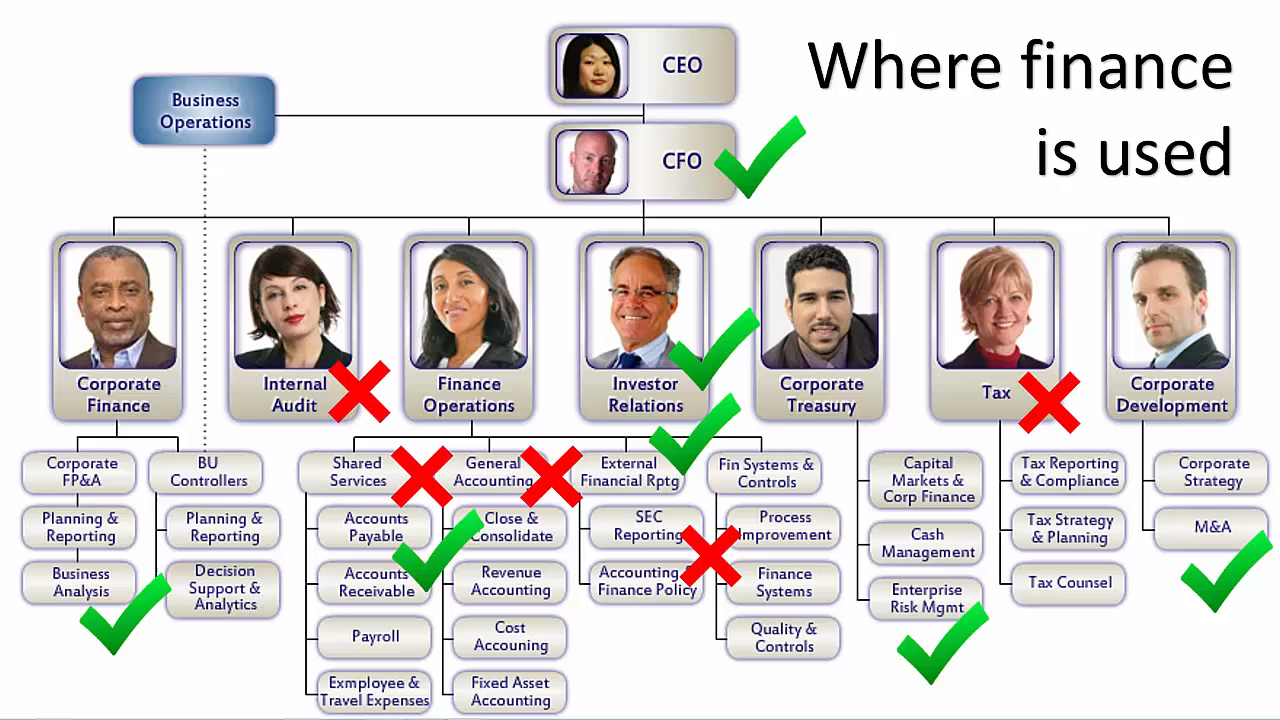 Where finance
is used
CEO
Business
Operations
CFO
Corporate
Finance
Internal
Audit
Finance
Operations
Investor
Relations
Corporate
Treasury
Tax
Corporate
Development
Corporate
FP&A
Planning &
Reporting
Business
Analysis
BU
Controllers
Planning &
Reporting
Decision
Support &
Analytics
Shared
Services
Accounts
Payable
Accounts
Receivable
Payroll
Exmployee &
Travel Expenses
General
Accounting
Close &
Consolidate
Revenue
Accounting
Cost
Accouning
Fixed Asset
Accounting
External
Financial Rptg
SEC
Reporting
Accounting &
Finance Policy
Fin Systems &
Controls
Process
Improvement
Finance
Systems
Quality &
Controls
Capital
Markets &
Corp Finance
Cash
Management
Enterprise
Risk Mgmt
Tax Reporting
& Compliance
Tax Strategy
& Planning
Tax Counsel
Corporate
Strategy
M&A